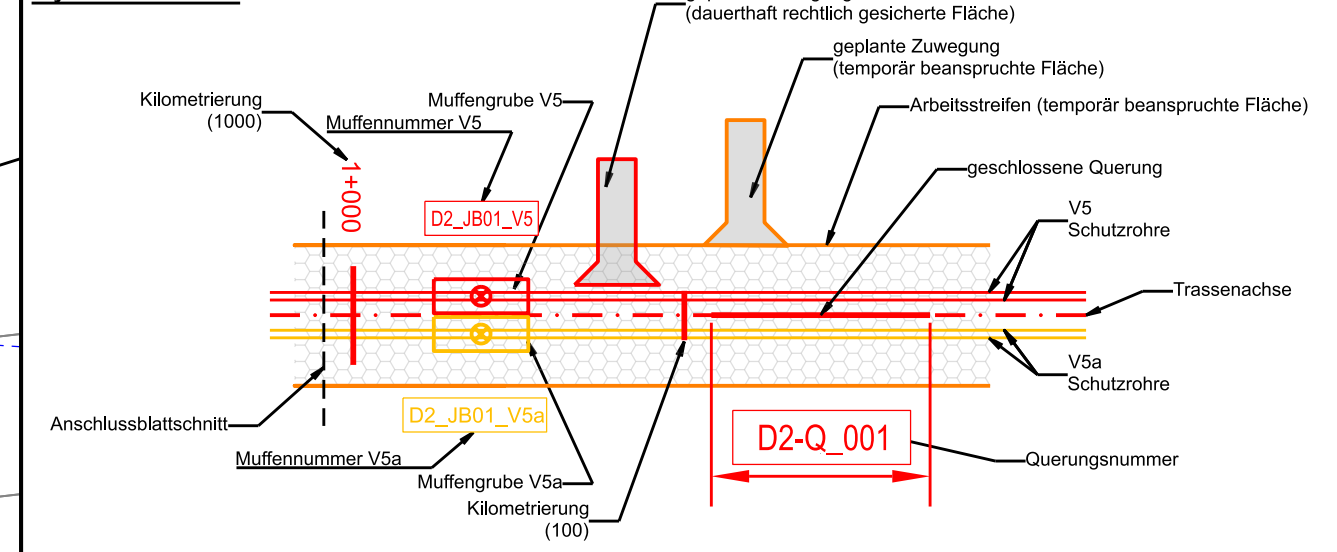 (dauerhaft rechtlich gesicherte Fläche)
geplante Zuwegung
(temporär beanspruchte Fläche)
Kilometrierung
(1000)
Muffengrube V5
Muffennummer V5
Arbeitsstreifen (temporär beanspruchte Fläche)
1+000
geschlossene Querung
D2_JB01_V5
V5
Schutzrohre
Trassenachse
V5a
Schutzrohre
Anschlussblattschnitt
D2_JB01_V5a
D2-Q_001
Muffennummer V5a
Querungsnummer
Muffengrube V5a
Kilometrierung
(100)